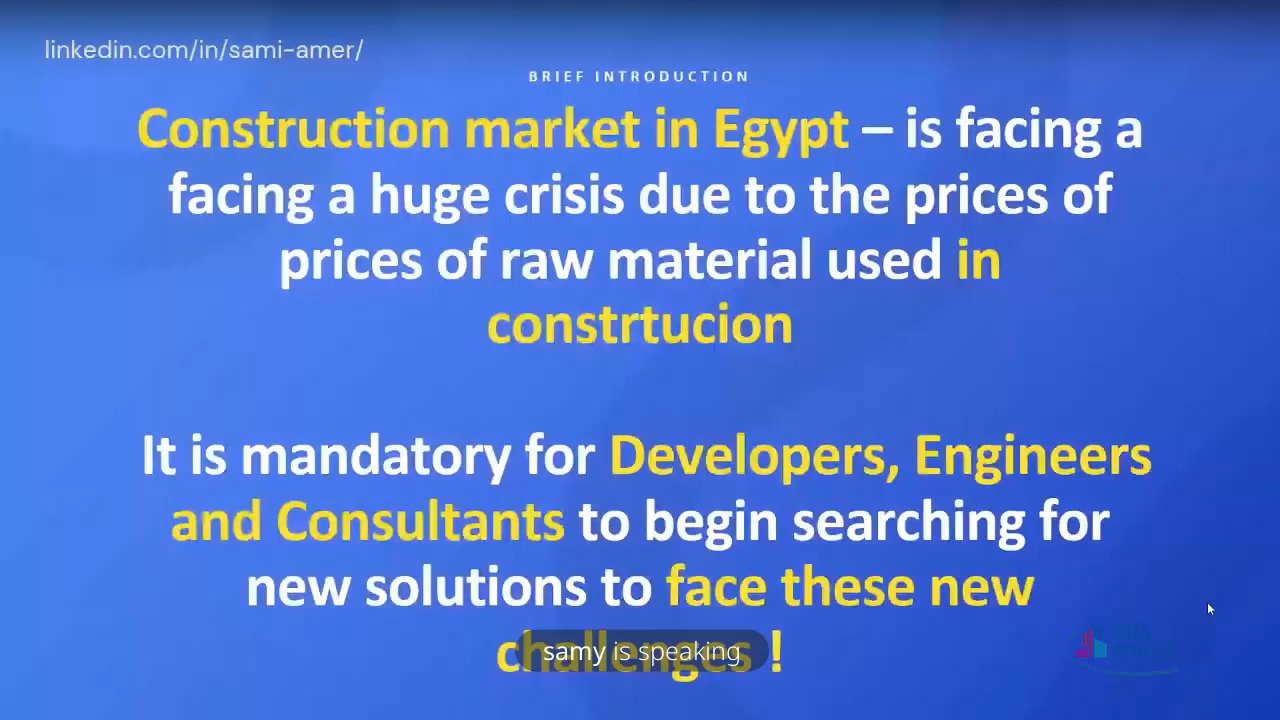 linkedin.com/in/sami-amer/
BRIEF INTRODUCTION
Construction market in Egypt – is facing a
facing a huge crisis due to the prices of
prices of raw material used in
constrtucion
It is mandatory for Developers, Engineers
and Consultants to begin searching for
new solutions to face these new
challenges !
samy is speaking